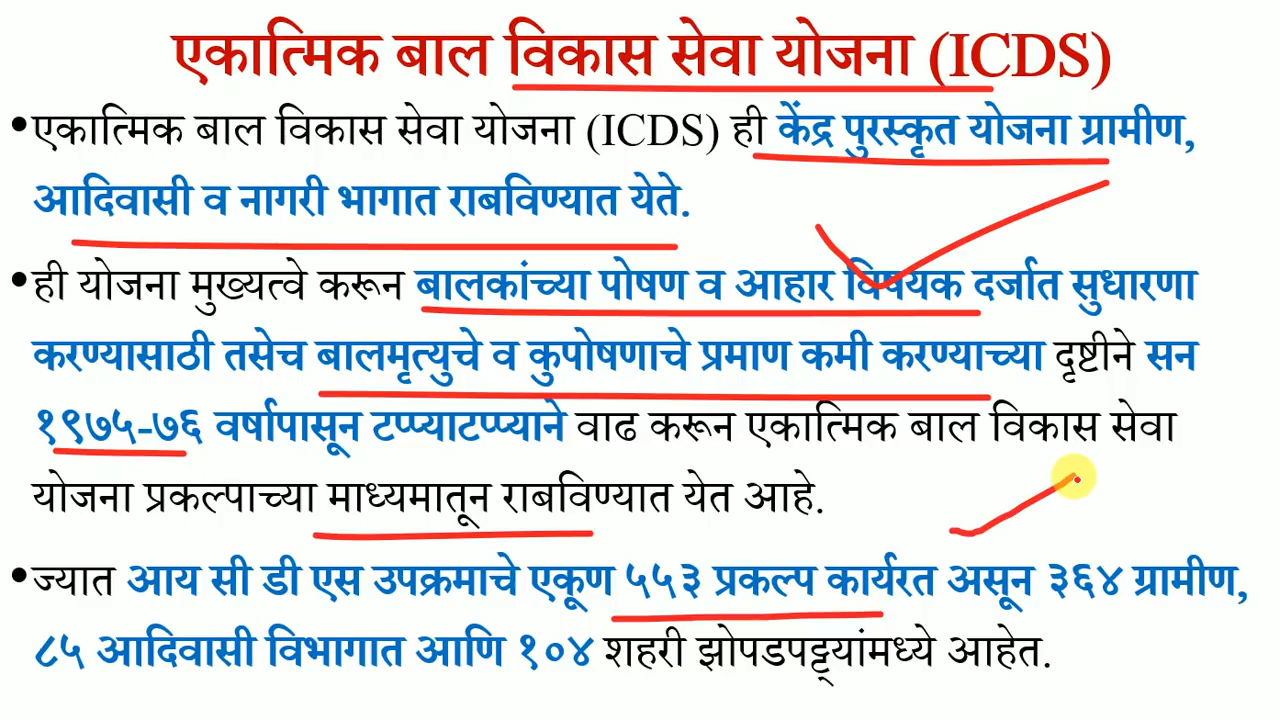 एकात्मिक बाल विकास सेवा योजना (ICDS)
•एकात्मिक बाल विकास सेवा योजना (ICDS) ही केंद्र पुरस्कृत योजना ग्रामीण,
आदिवासी व नागरी भागात राबविण्यात येते.
•ही योजना मुख्यत्वे करून बालकांच्या पोषण व आहार विषयक दर्जात सुधारणा
करण्यासाठी तसेच बालमृत्युचे व कुपोषणाचे प्रमाण कमी करण्याच्या दृष्टीने सन
१९७५-७६ वर्षापासून टप्प्याटप्प्याने वाढ करून एकात्मिक बाल विकास सेवा
योजना प्रकल्पाच्या माध्यमातून राबविण्यात येत आहे.
•ज्यात आय सी डी एस उपक्रमाचे एकूण ५५३ प्रकल्प कार्यरत असून ३६४ ग्रामीण,
८५ आदिवासी विभागात आणि १०४ शहरी झोपडपट्ट्यांमध्ये आहेत.